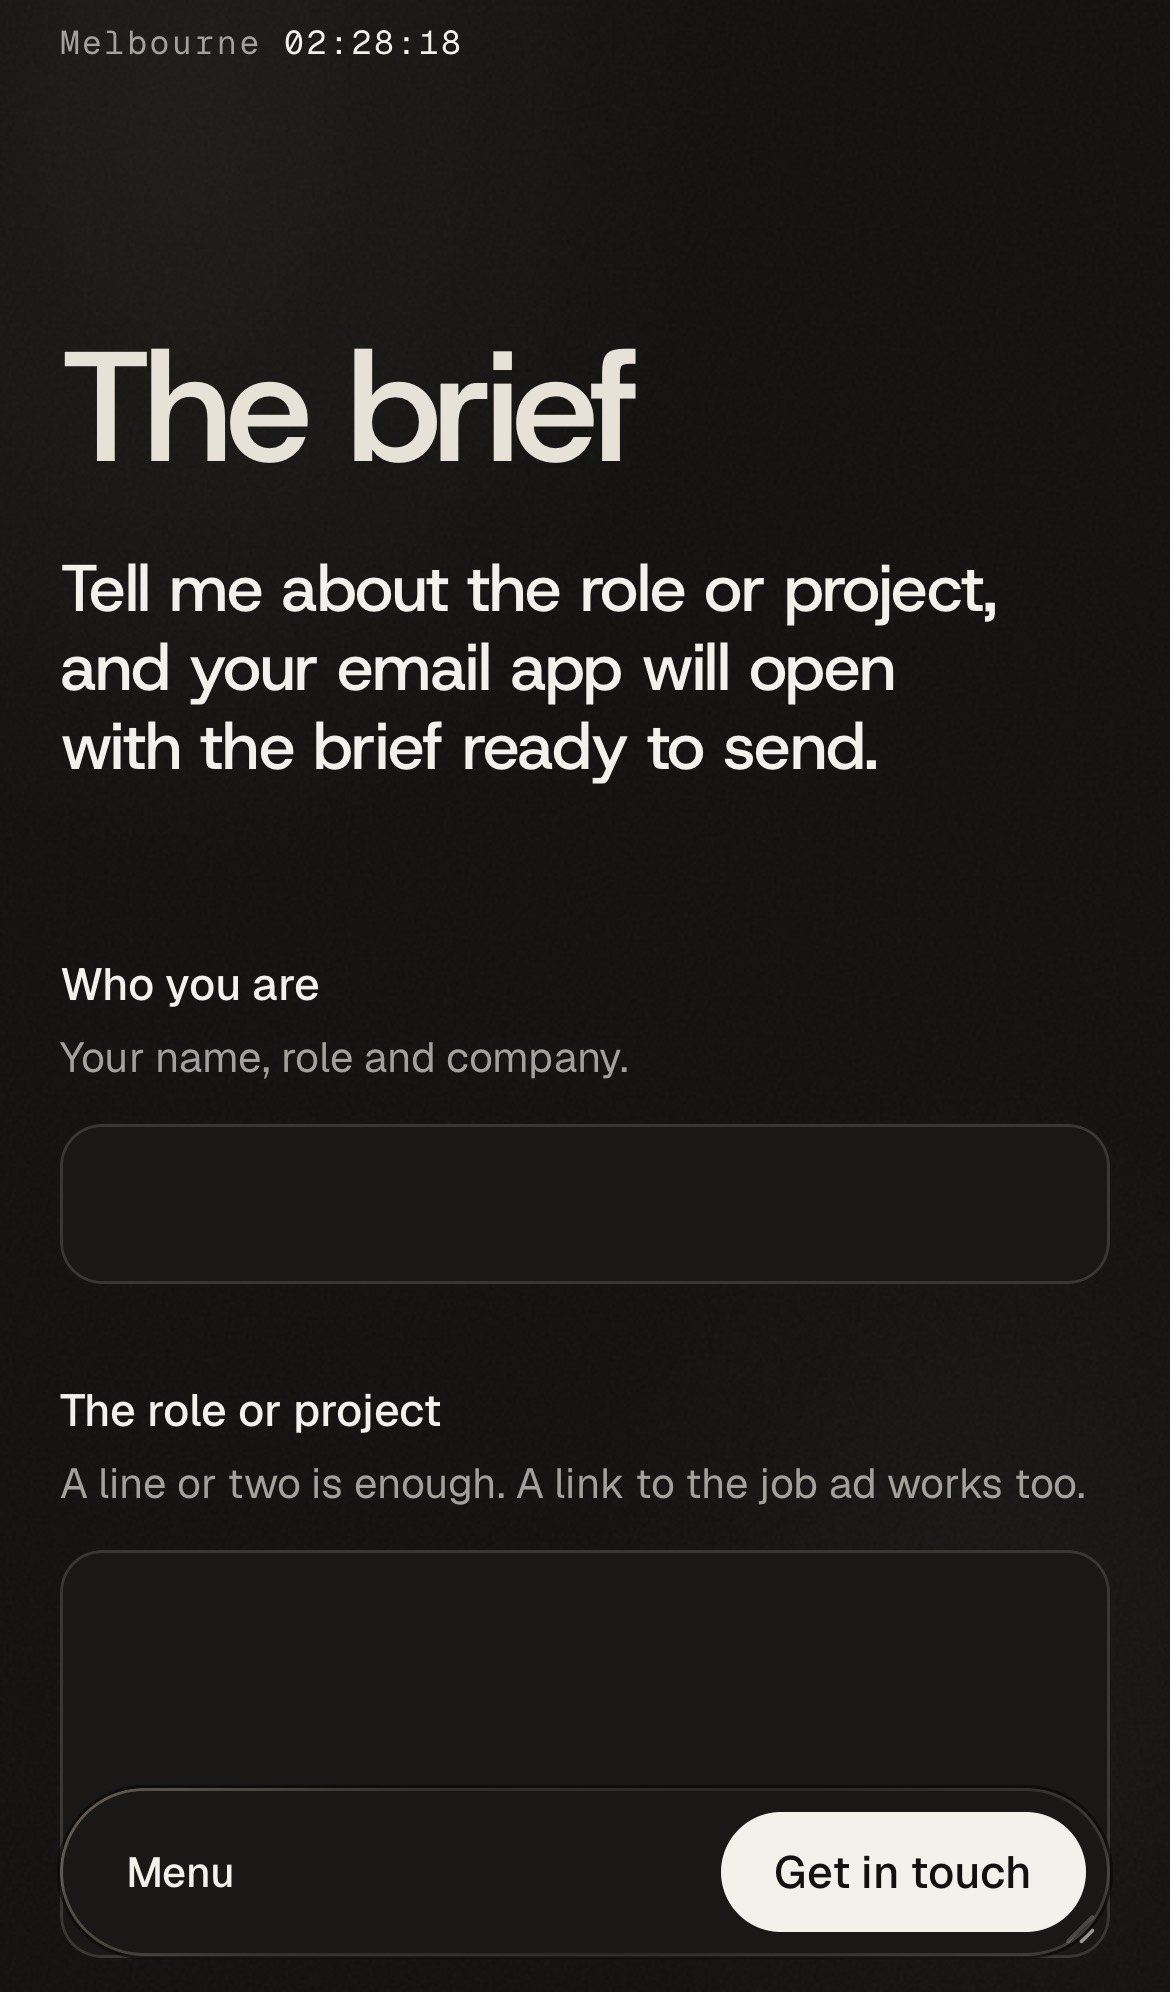 Melbourne 02:28:18
The brief
Tell me about the role or project,
and your email app will open
with the brief ready to send.
Who you are
Your name, role and company.
The role or project
A line or two is enough. A link to the job ad works too.
Menu
Get in touch